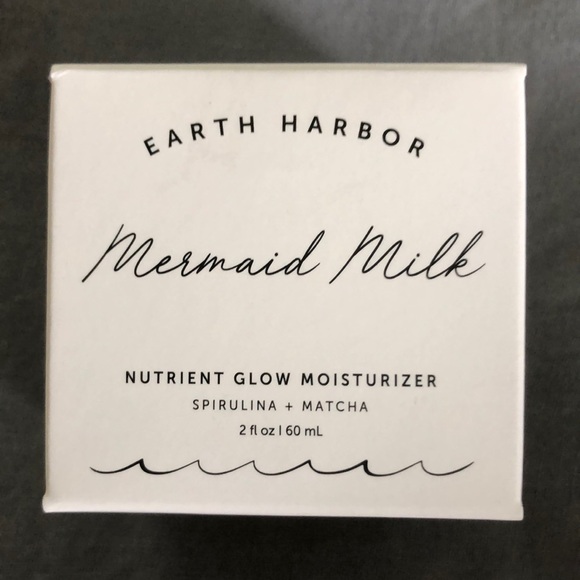 EARTH HARBOR
Mermaid Milk
NUTRIENT GLOW MOISTURIZER
SPIRULINA + MATCHA
2 fl oz | 60 mL